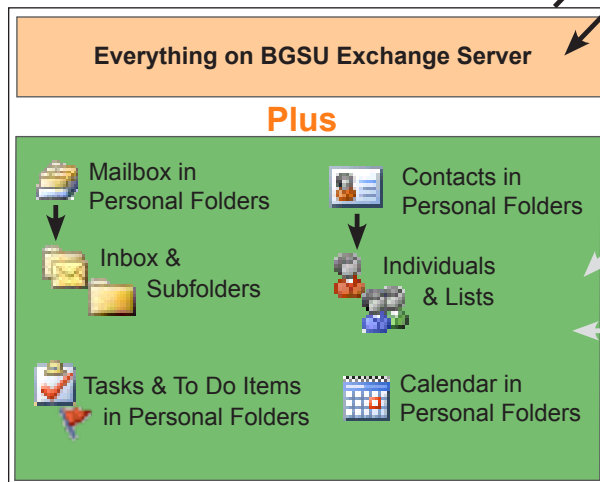 Everything on BGSU Exchange Server
Plus
Mailbox in
Personal Folders
Inbox &
Subfolders
Contacts in
Personal Folders
Individuals
& Lists
Tasks & To Do Items
in Personal Folders
Calendar in
Personal Folders